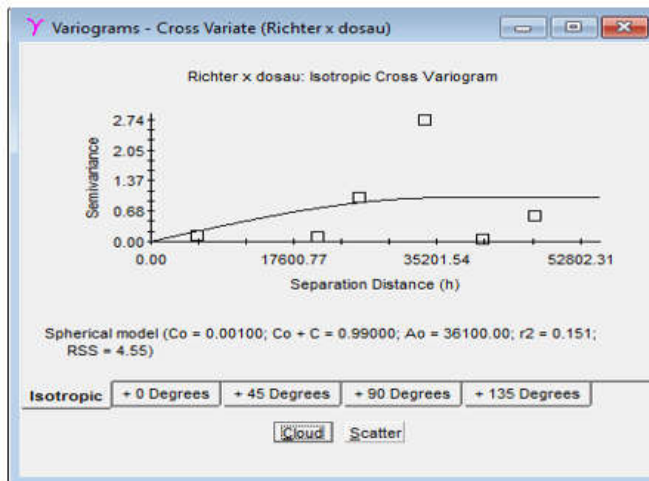 Variograms - Cross Variate (Richter x dosau)
Richter x dosau: Isotropic Cross Variogram
2.74
2.05
1.37
0.68
0.00
Semivariance
0.00 17600.77 35201.54 52802.31
Separation Distance (h)
Spherical model (Co = 0.00100; Co + C = 0.99000; Ao = 36100.00; r2 = 0.151;
RSS = 4.55)
Isotropic + 0 Degrees + 45 Degrees + 90 Degrees + 135 Degrees
Cloud Scatter